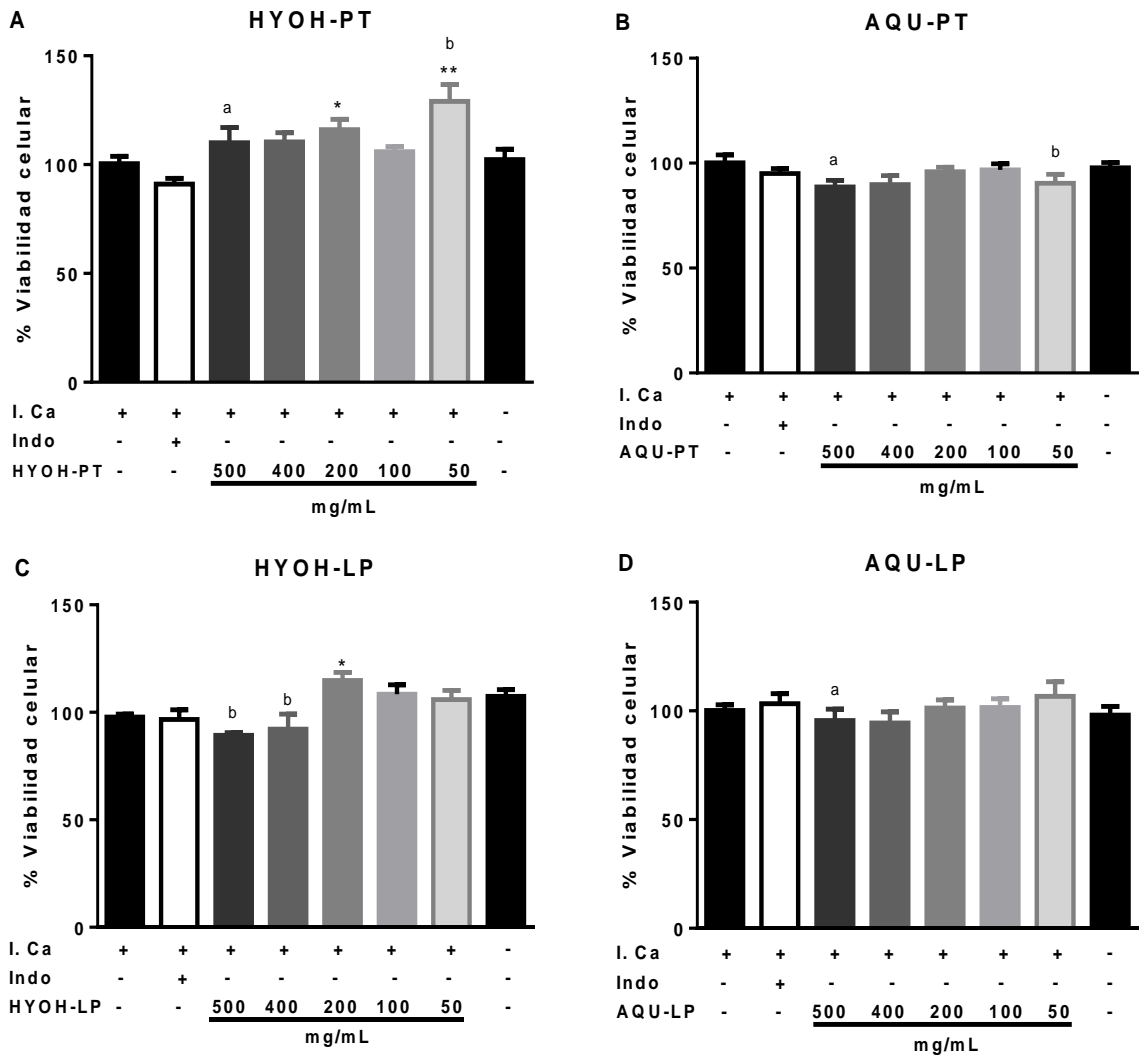 A
HYOH-PT
% Viabilidad celular
150
100
50
0
a
*
b
**
I. Ca + + + + + + + -
Indo - + - - - - - -
HYOH-PT - - 500 400 200 100 50 -
mg/mL
B
AQU-PT
% Viabilidad celular
150
100
50
0
a
b
I. Ca + + + + + + + -
Indo - + - - - - - -
AQU-PT - - 500 400 200 100 50 -
mg/mL
C
HYOH-LP
% Viabilidad celular
150
100
50
0
b
b
*
I. Ca + + + + + + + -
Indo - + - - - - - -
HYOH-LP - - 500 400 200 100 50 -
mg/mL
D
AQU-LP
% Viabilidad celular
150
100
50
0
a
I. Ca + + + + + + + -
Indo - + - - - - - -
AQU-LP - - 500 400 200 100 50 -
mg/mL